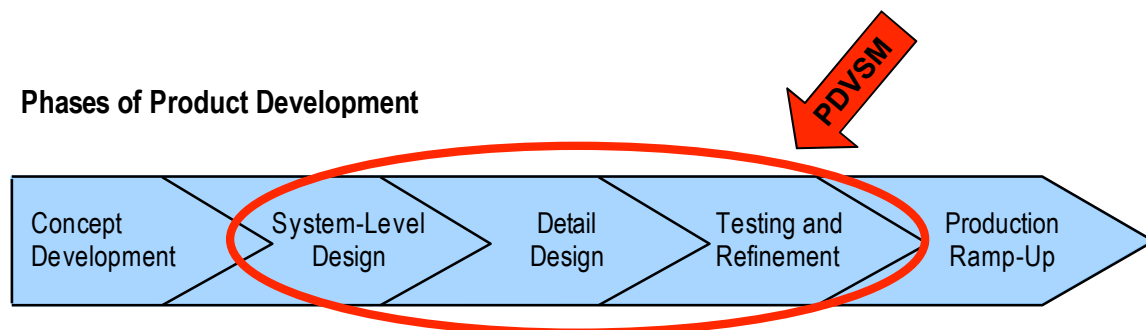 PDVSM
Phases of Product Development
Concept
Development
System-Level
Design
Detail
Design
Testing and
Refinement
Production
Ramp-Up